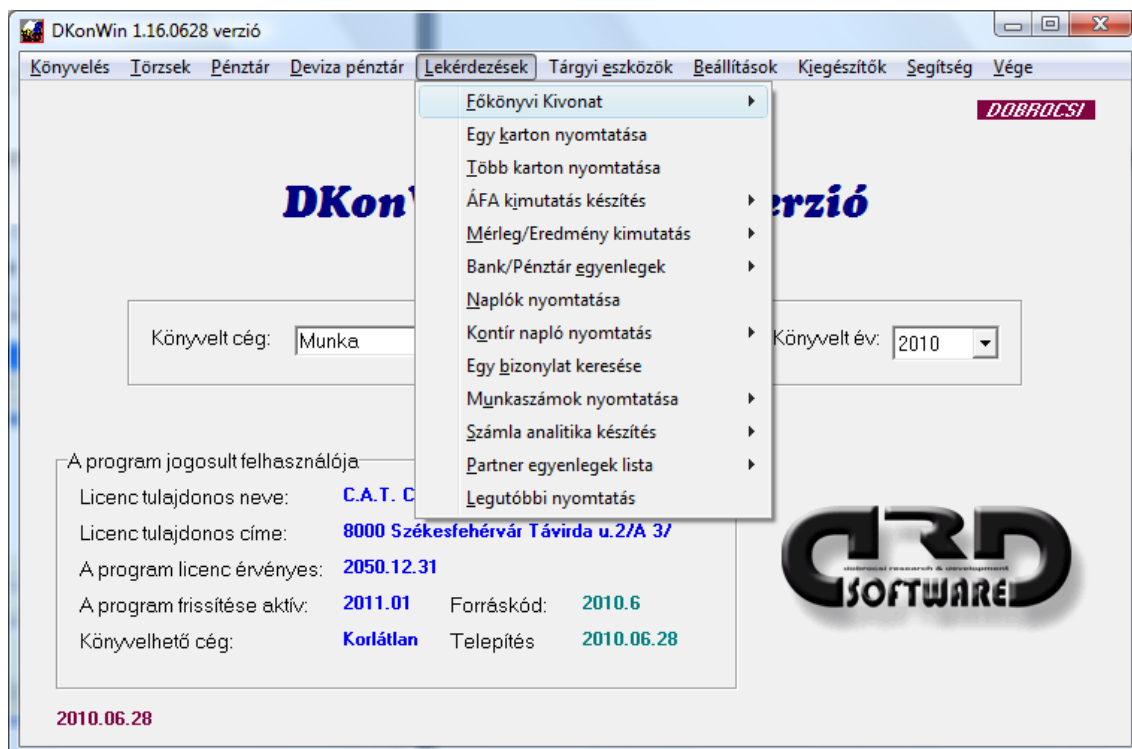 DKonWin 1.16.0628 verzió
Könyvelés Törzsek Pénztár Deviza pénztár Lekérdezések Tárgyi eszközök Beállítások Kiegészítők Segítség Vége
Főkönyvi Kivonat
Egy karton nyomtatása
Több karton nyomtatása
ÁFA kimutatás készítés
Mérleg/Eredmény kimutatás
Bank/Pénztár egyenlegek
Naplók nyomtatása
Kontír napló nyomtatás
Egy bizonylat keresése
Munkaszámok nyomtatása
Számla analitika készítés
Partner egyenlegek lista
Legutóbbi nyomtatás
DOBROCSI
DKon erzió
Könyvelt cég: Munka Könyvelt év: 2010
A program jogosult felhasználója
Licenc tulajdonos neve: C.A.T. C
Licenc tulajdonos címe: 8000 Székesfehérvár Távirda u.2/A 3/
A program licenc érvényes: 2050.12.31
A program frissítése aktív: 2011.01 Forráskód: 2010.6
Könyvelhető cég: Korlátlan Telepítés 2010.06.28
DRD
dobrocsi research & development
SOFTWARE
2010.06.28